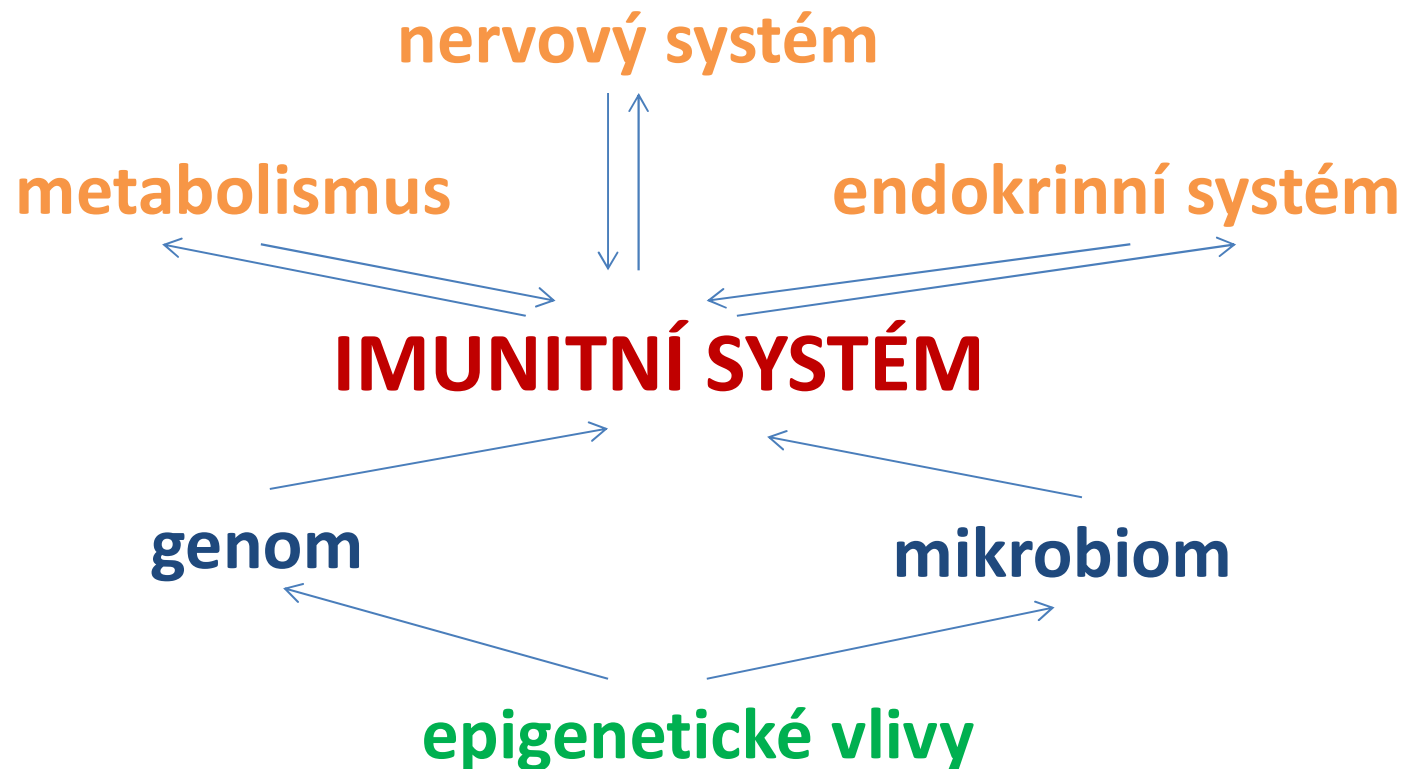 nervový systém
metabolismus
endokrinní systém
IMUNITNÍ SYSTÉM
genom
mikrobiom
epigenetické vlivy